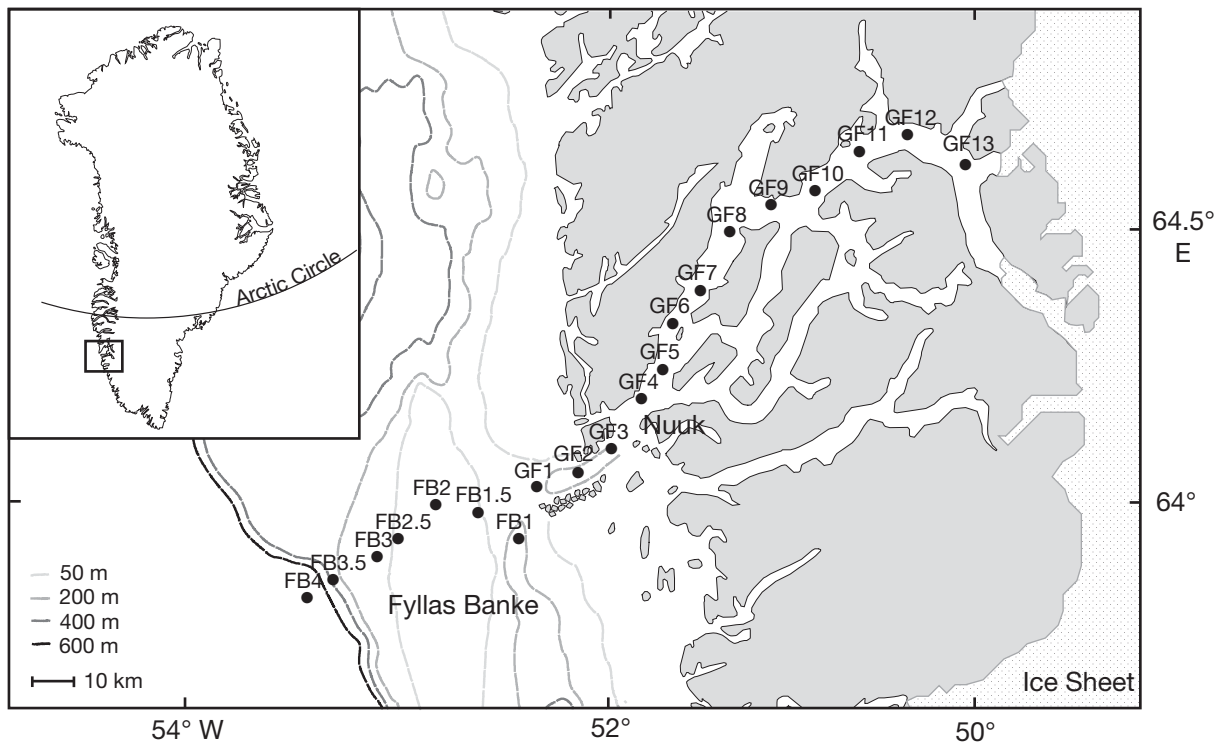 Arctic Circle
GF12
GF11
GF13
GF10
GF9
GF8
64.5°
E
GF7
GF6
GF5
GF4
Nuuk
GF3
GF2
GF1
FB2
FB1.5
64°
FB2.5
FB1
FB3
FB3.5
FB4
50 m
200 m
400 m
600 m
Fyllas Banke
10 km
Ice Sheet
54° W
52°
50°